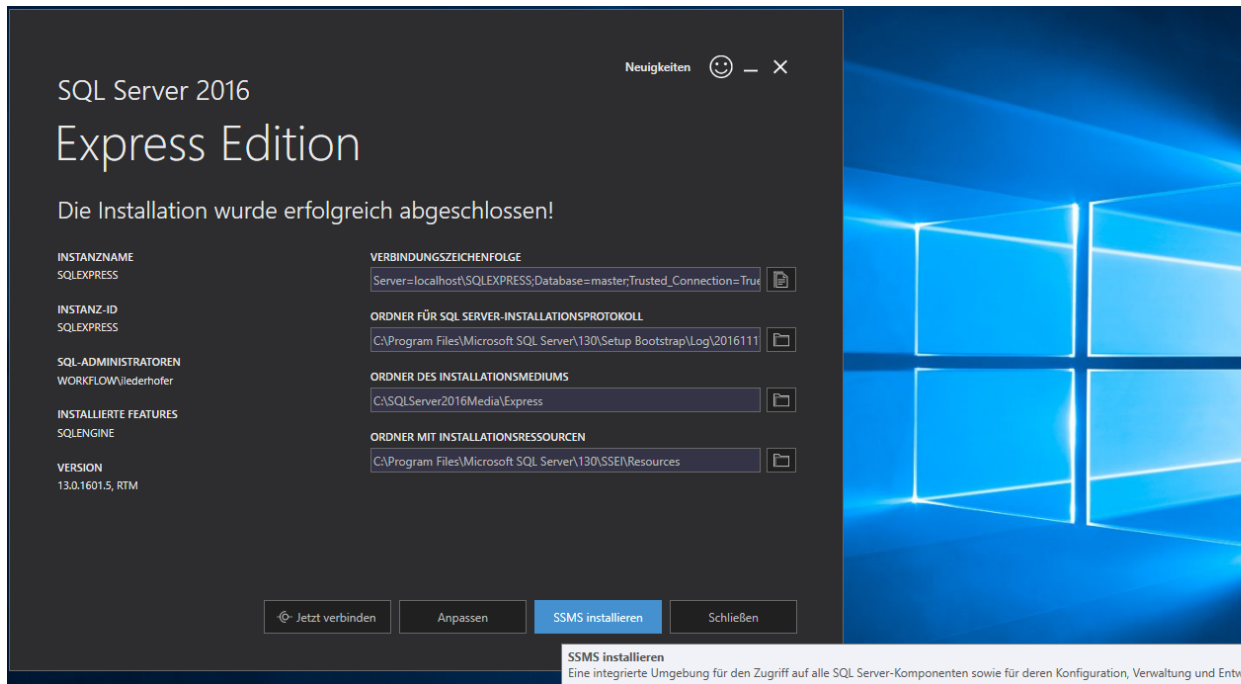 Neuigkeiten
SQL Server 2016
Express Edition
Die Installation wurde erfolgreich abgeschlossen!
INSTANZNAME
SQLEXPRESS
INSTANZ-ID
SQLEXPRESS
SQL-ADMINISTRATOREN
WORKFLOW\ilederhofer
INSTALLIERTE FEATURES
SQLENGINE
VERSION
13.0.1601.5, RTM
VERBINDUNGSZEICHENFOLGE
Server=localhost\SQLEXPRESS;Database=master;Trusted_Connection=True
ORDNER FÜR SQL SERVER-INSTALLATIONSPROTOKOLL
C:\Program Files\Microsoft SQL Server\130\Setup Bootstrap\Log\2016111
ORDNER DES INSTALLATIONSMEDIUMS
C:\SQLServer2016Media\Express
ORDNER MIT INSTALLATIONSRESSOURCEN
C:\Program Files\Microsoft SQL Server\130\SSEI\Resources
Jetzt verbinden
Anpassen
SSMS installieren
Schließen
SSMS installieren
Eine integrierte Umgebung für den Zugriff auf alle SQL Server-Komponenten sowie für deren Konfiguration, Verwaltung und Entw